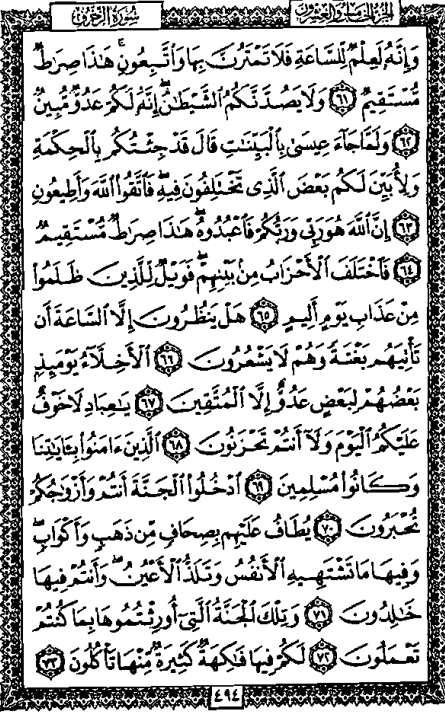 الجزء الخامس والعشرون
سورة الزخرف
وَإِنَّهُۥ لَعِلْمٌ لِّلسَّاعَةِ فَلَا تَمْتَرُنَّ بِهَا وَٱتَّبِعُونِ ۚ هَٰذَا صِرَٰطٌ
مُّسْتَقِيمٌ ٦١ وَلَا يَصُدَّنَّكُمُ ٱلشَّيْطَٰنُ ۖ إِنَّهُۥ لَكُمْ عَدُوٌّ مُّبِينٌ
٦٢ وَلَمَّا جَآءَ عِيسَىٰ بِٱلْبَيِّنَٰتِ قَالَ قَدْ جِئْتُكُم بِٱلْحِكْمَةِ
وَلِأُبَيِّنَ لَكُم بَعْضَ ٱلَّذِى تَخْتَلِفُونَ فِيهِ ۖ فَٱتَّقُوا۟ ٱللَّهَ وَأَطِيعُونِ
٦٣ إِنَّ ٱللَّهَ هُوَ رَبِّى وَرَبُّكُمْ فَٱعْبُدُوهُ ۚ هَٰذَا صِرَٰطٌ مُّسْتَقِيمٌ
٦٤ فَٱخْتَلَفَ ٱلْأَحْزَابُ مِنۢ بَيْنِهِمْ ۖ فَوَيْلٌ لِّلَّذِينَ ظَلَمُوا۟
مِنْ عَذَابِ يَوْمٍ أَلِيمٍ ٦٥ هَلْ يَنظُرُونَ إِلَّا ٱلسَّاعَةَ أَن
تَأْتِيَهُم بَغْتَةً وَهُمْ لَا يَشْعُرُونَ ٦٦ ٱلْأَخِلَّآءُ يَوْمَئِذٍۭ
بَعْضُهُمْ لِبَعْضٍ عَدُوٌّ إِلَّا ٱلْمُتَّقِينَ ٦٧ يَٰعِبَادِ لَا خَوْفٌ
عَلَيْكُمُ ٱلْيَوْمَ وَلَآ أَنتُمْ تَحْزَنُونَ ٦٨ ٱلَّذِينَ ءَامَنُوا۟ بِـَٔايَٰتِنَا
وَكَانُوا۟ مُسْلِمِينَ ٦٩ ٱدْخُلُوا۟ ٱلْجَنَّةَ أَنتُمْ وَأَزْوَٰجُكُمْ
تُحْبَرُونَ ٧٠ يُطَافُ عَلَيْهِم بِصِحَافٍ مِّن ذَهَبٍ وَأَكْوَابٍ ۖ
وَفِيهَا مَا تَشْتَهِيهِ ٱلْأَنفُسُ وَتَلَذُّ ٱلْأَعْيُنُ ۖ وَأَنتُمْ فِيهَا
خَٰلِدُونَ ٧١ وَتِلْكَ ٱلْجَنَّةُ ٱلَّتِىٓ أُورِثْتُمُوهَا بِمَا كُنتُمْ
تَعْمَلُونَ ٧٢ لَكُمْ فِيهَا فَٰكِهَةٌ كَثِيرَةٌ مِّنْهَا تَأْكُلُونَ ٧٣
٤٩٤